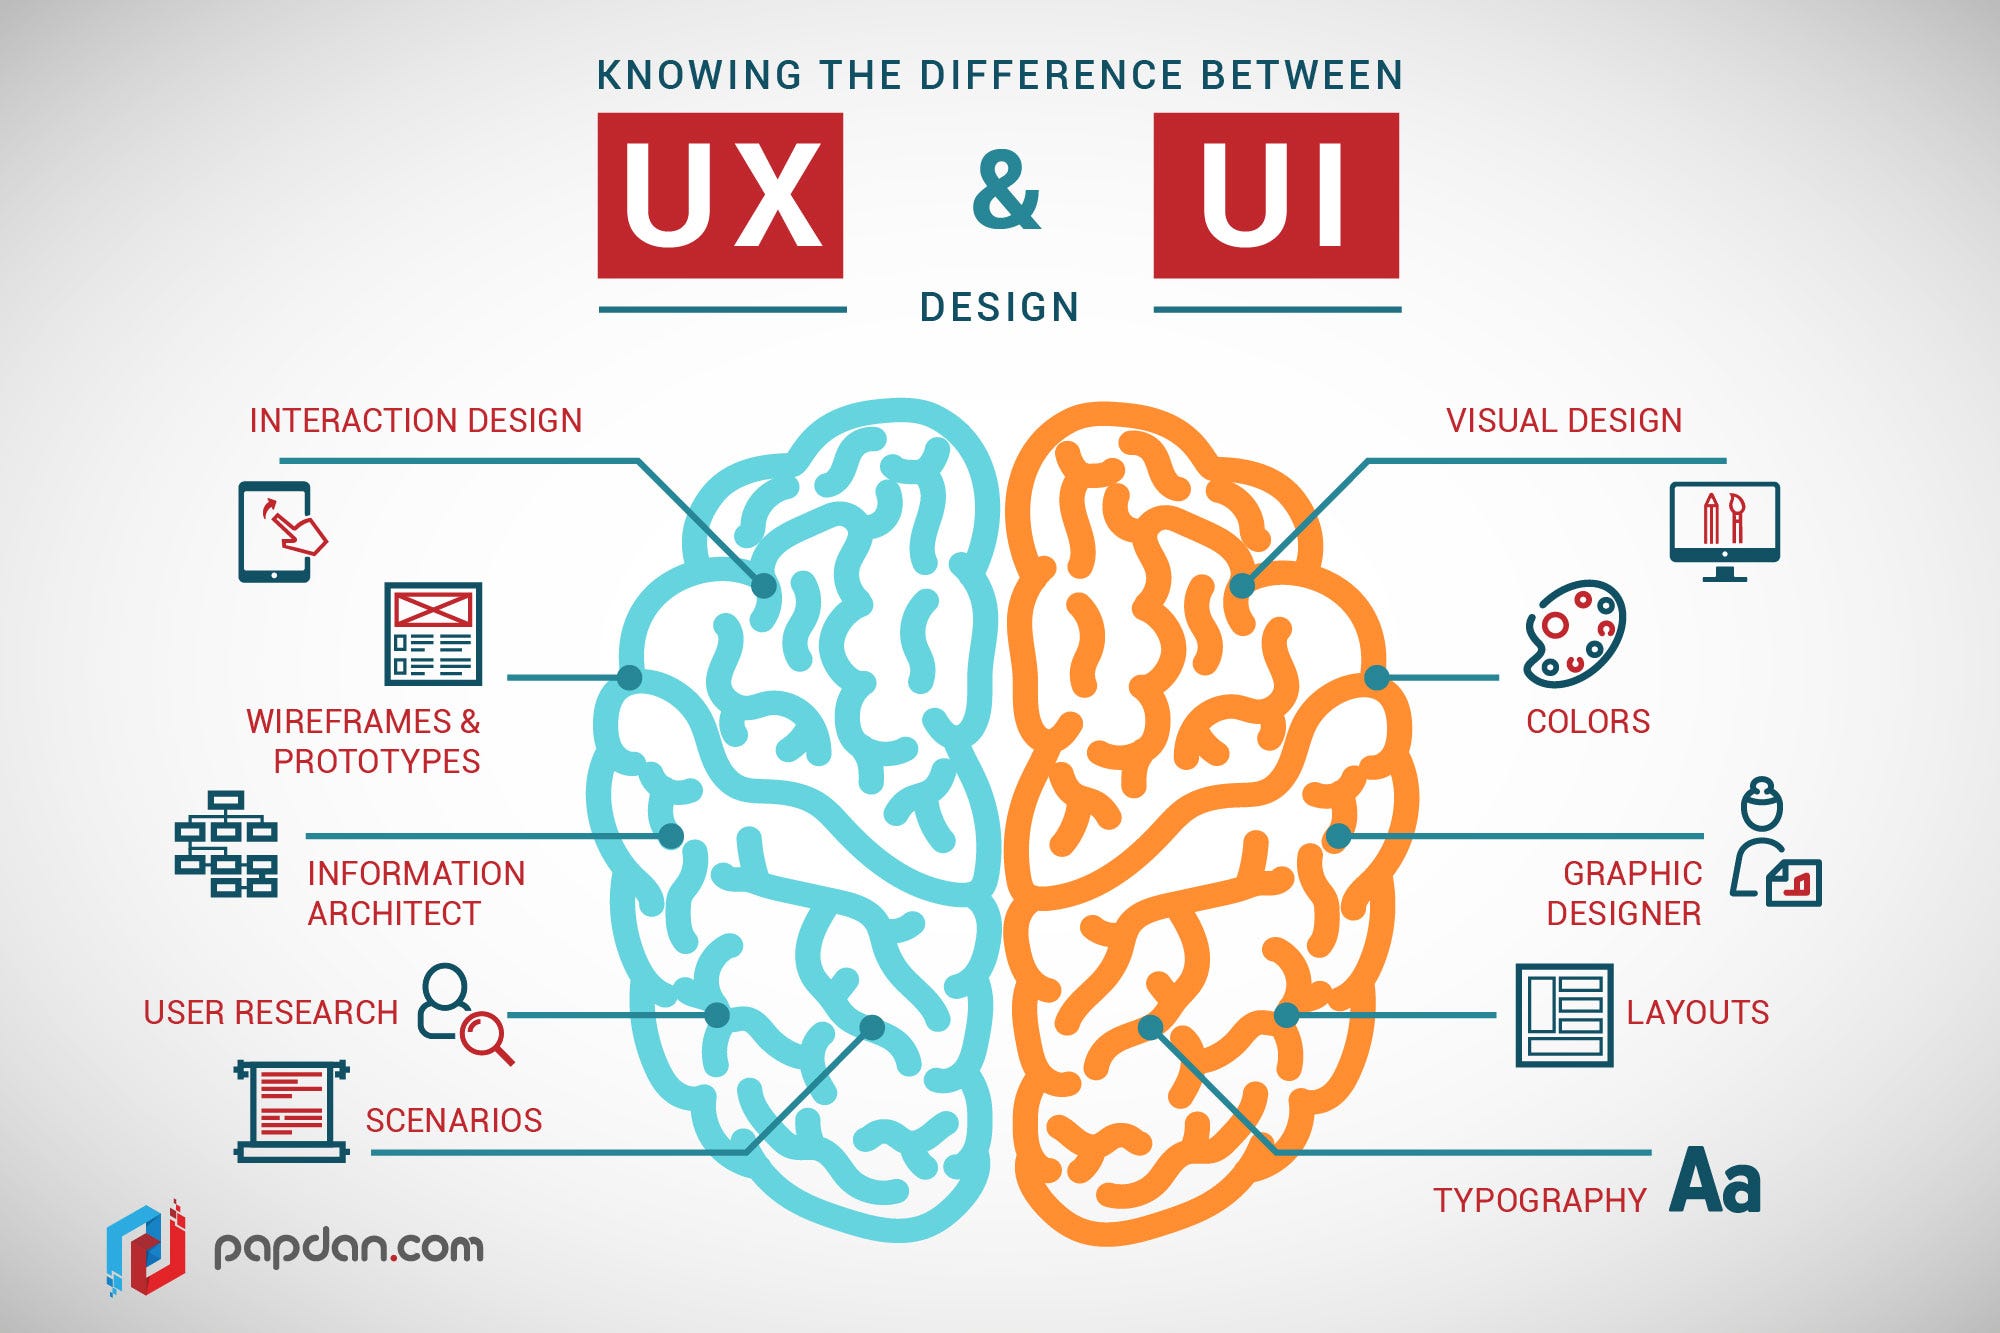 KNOWING THE DIFFERENCE BETWEEN
UX & UI
DESIGN
INTERACTION DESIGN
WIREFRAMES &
PROTOTYPES
INFORMATION
ARCHITECT
USER RESEARCH
SCENARIOS
VISUAL DESIGN
COLORS
GRAPHIC
DESIGNER
LAYOUTS
TYPOGRAPHY
Aa
papdan.com